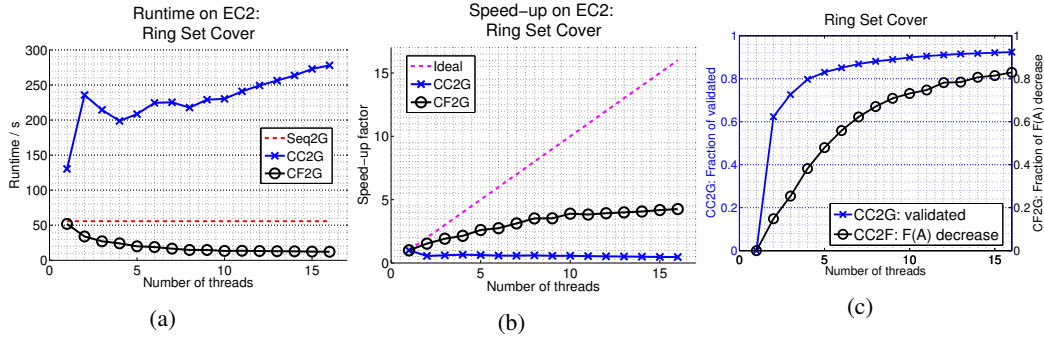 Runtime on EC2:
Ring Set Cover
300
250
200
150
100
50
0
Runtime / s
Seq2G
CC2G
CF2G
0
5
10
15
Number of threads
(a)
Speed-up on EC2:
Ring Set Cover
15
10
5
0
Speed-up factor
Ideal
CC2G
CF2G
0
5
10
15
Number of threads
(b)
Ring Set Cover
1
0.8
0.6
0.4
0.2
0
CC2G: Fraction of validated
CC2G: validated
CC2F: F(A) decrease
0
5
10
15
Number of threads
1
0.8
0.6
0.4
0.2
0
CF2G: Fraction of F(A) decrease
(c)